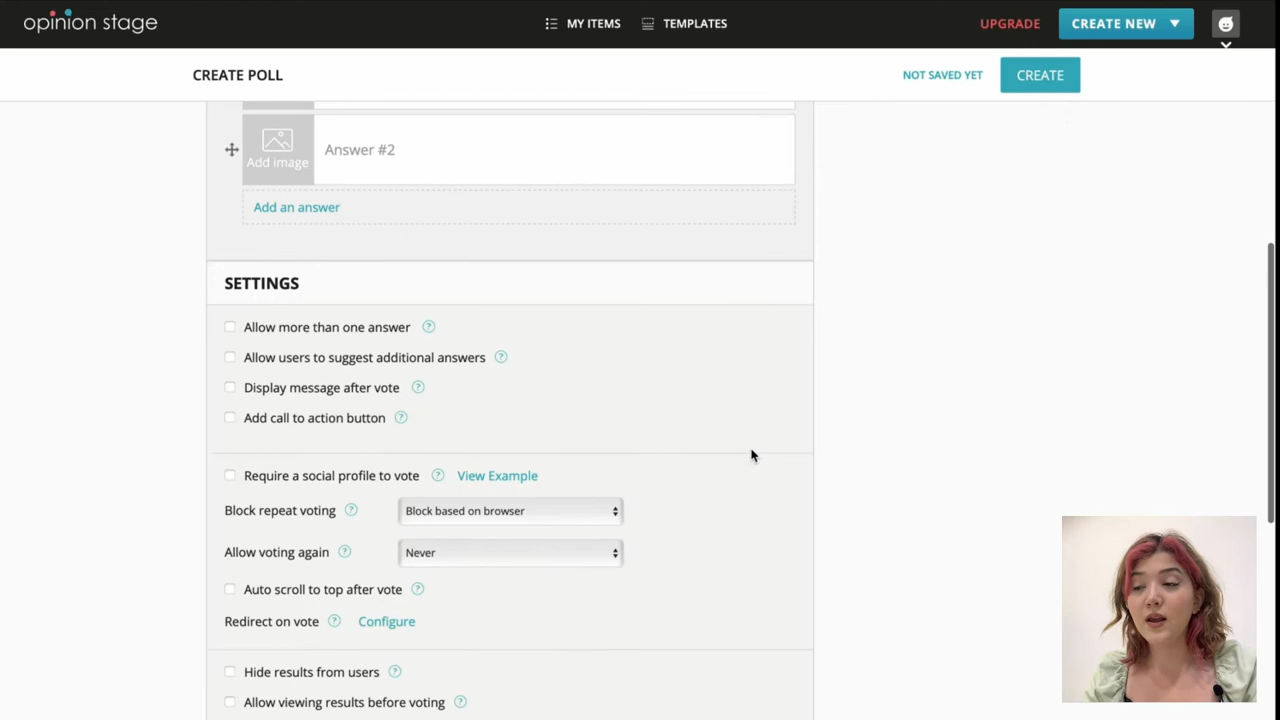 opinion stage
MY ITEMS
TEMPLATES
UPGRADE
CREATE NEW
CREATE POLL
NOT SAVED YET
CREATE
Add image
Answer #2
Add an answer
SETTINGS
Allow more than one answer ?
Allow users to suggest additional answers ?
Display message after vote ?
Add call to action button ?
Require a social profile to vote ? View Example
Block repeat voting ? Block based on browser
Allow voting again ? Never
Auto scroll to top after vote ?
Redirect on vote ? Configure
Hide results from users ?
Allow viewing results before voting ?